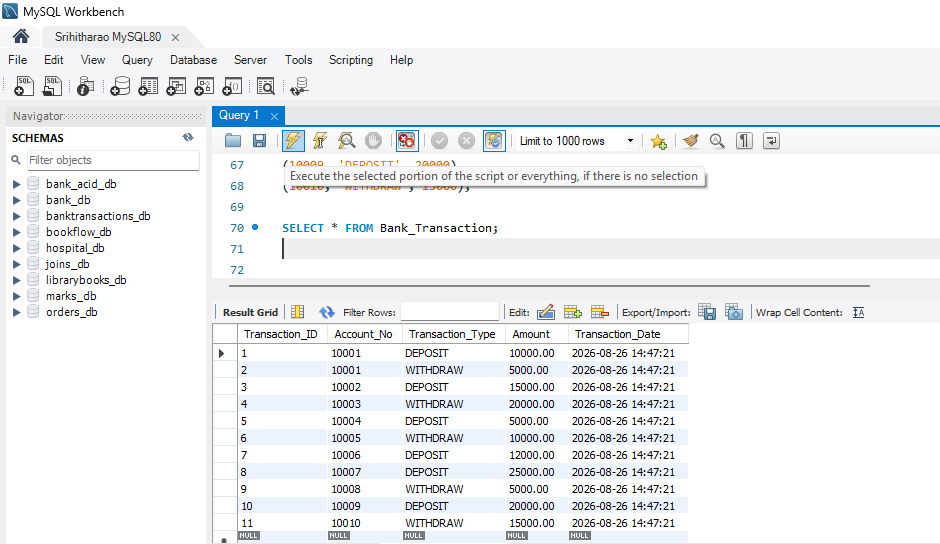 MySQL Workbench
Srihitharao MySQL80
File Edit View Query Database Server Tools Scripting Help
Navigator
SCHEMAS
Filter objects
bank_acid_db
bank_db
banktransactions_db
bookflow_db
hospital_db
joins_db
librarybooks_db
marks_db
orders_db
Query 1
Limit to 1000 rows
67 (10009, 'DEPOSIT', 20000)
Execute the selected portion of the script or everything, if there is no selection
68 (10010, 'WITHDRAW', 15000);
69
70 SELECT * FROM Bank_Transaction;
71
72
Result Grid Filter Rows: Edit: Export/Import: Wrap Cell Content:
Transaction_ID Account_No Transaction_Type Amount Transaction_Date
1 10001 DEPOSIT 10000.00 2026-08-26 14:47:21
2 10001 WITHDRAW 5000.00 2026-08-26 14:47:21
3 10002 DEPOSIT 15000.00 2026-08-26 14:47:21
4 10003 WITHDRAW 20000.00 2026-08-26 14:47:21
5 10004 DEPOSIT 5000.00 2026-08-26 14:47:21
6 10005 WITHDRAW 10000.00 2026-08-26 14:47:21
7 10006 DEPOSIT 12000.00 2026-08-26 14:47:21
8 10007 DEPOSIT 25000.00 2026-08-26 14:47:21
9 10008 WITHDRAW 5000.00 2026-08-26 14:47:21
10 10009 DEPOSIT 20000.00 2026-08-26 14:47:21
11 10010 WITHDRAW 15000.00 2026-08-26 14:47:21
NULL NULL NULL NULL NULL